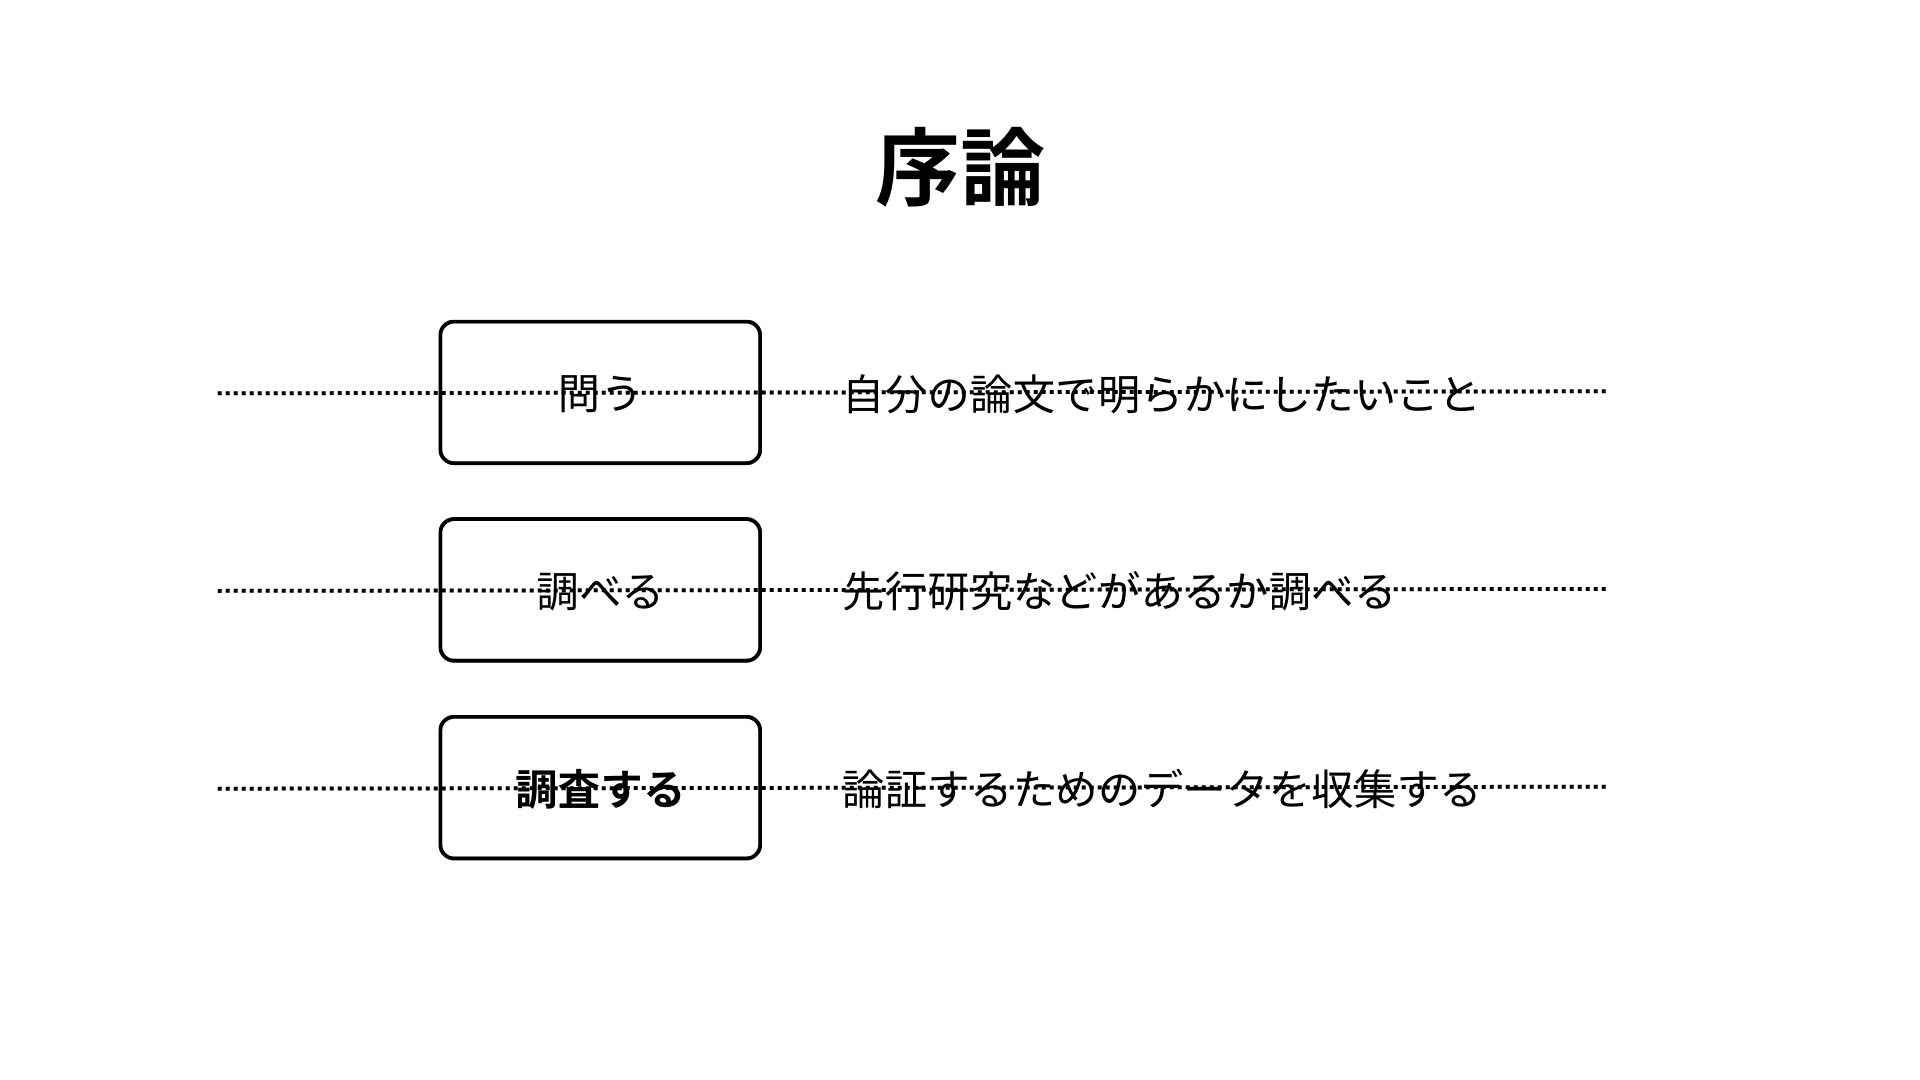 序論
問う
自分の論文で明らかにしたいこと
調べる
先行研究などがあるか調べる
調査する
論証するためのデータを収集する